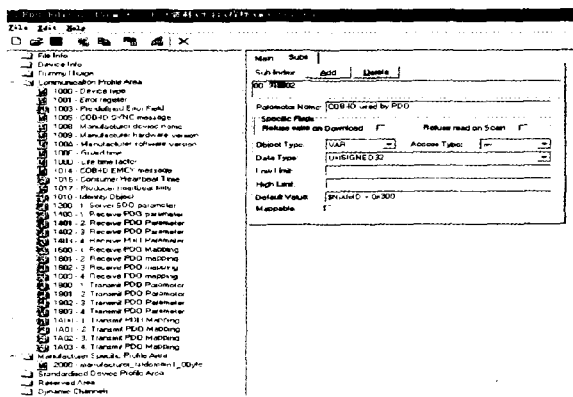 File Edit Help
File Info
Device Info
Dummy Usage
Communication Profile Area
1000 - Device type
1001 - Error register
1003 - Pre-defined Error Field
1005 - COB-ID SYNC message
1008 - Manufacturer device name
1009 - Manufacturer hardware version
100A - Manufacturer software version
100C - Guard time
100D - Life time factor
1014 - COB-ID EMCY message
1016 - Consumer Heartbeat Time
1017 - Producer Heartbeat Time
1018 - Identity Object
1200 - 1. Server SDO parameter
1400 - 1. Receive PDO parameter
1401 - 2. Receive PDO parameter
1402 - 3. Receive PDO parameter
1403 - 4. Receive PDO parameter
1600 - 1. Receive PDO Mapping
1601 - 2. Receive PDO mapping
1602 - 3. Receive PDO mapping
1603 - 4. Receive PDO mapping
1800 - 1. Transmit PDO Parameter
1801 - 2. Transmit PDO Parameter
1802 - 3. Transmit PDO Parameter
1803 - 4. Transmit PDO Parameter
1A00 - 1. Transmit PDO Mapping
1A01 - 2. Transmit PDO Mapping
1A02 - 3. Transmit PDO Mapping
1A03 - 4. Transmit PDO Mapping
Manufacturer Specific Profile Area
Standardised Device Profile Area
Reserved Area
Dynamic Channels
Main Subs
Sub Index: Add Delete
Parameter Name: COB-ID used by PDO
Specific Flags
Refuse write on Download Refuse read on Scan
Object Type: VAR Access Type:
Data Type: UNSIGNED32
Low Limit:
High Limit:
Default Value: $NodeID + 0x300
Mappable